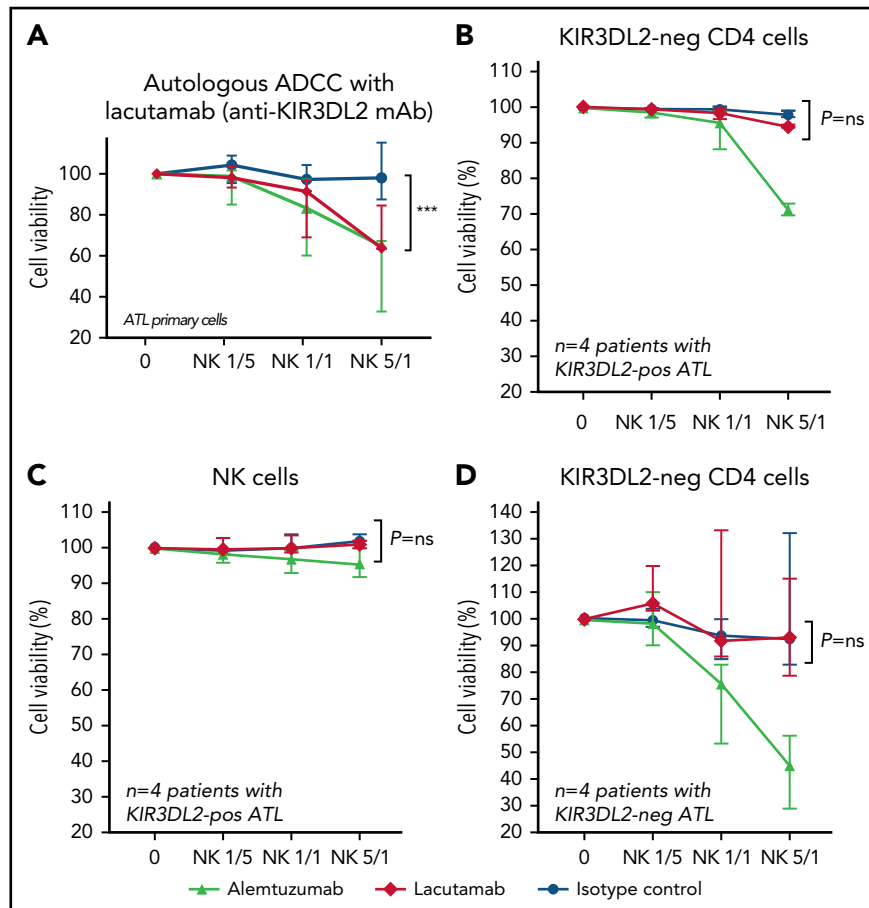 A
Autologous ADCC with
lacutamab (anti-KIR3DL2 mAb)
Cell viability
100
80
60
40
20
***
ATL primary cells
0 NK 1/5 NK 1/1 NK 5/1
B
KIR3DL2-neg CD4 cells
Cell viability (%)
110
100
90
80
70
60
50
40
30
20
P=ns
n=4 patients with
KIR3DL2-pos ATL
0 NK 1/5 NK 1/1 NK 5/1
C
NK cells
Cell viability (%)
110
100
90
80
70
60
50
40
30
20
P=ns
n=4 patients with
KIR3DL2-pos ATL
0 NK 1/5 NK 1/1 NK 5/1
D
KIR3DL2-neg CD4 cells
Cell viability (%)
140
130
120
110
100
90
80
70
60
50
40
30
20
P=ns
n=4 patients with
KIR3DL2-neg ATL
0 NK 1/5 NK 1/1 NK 5/1
Alemtuzumab Lacutamab Isotype control